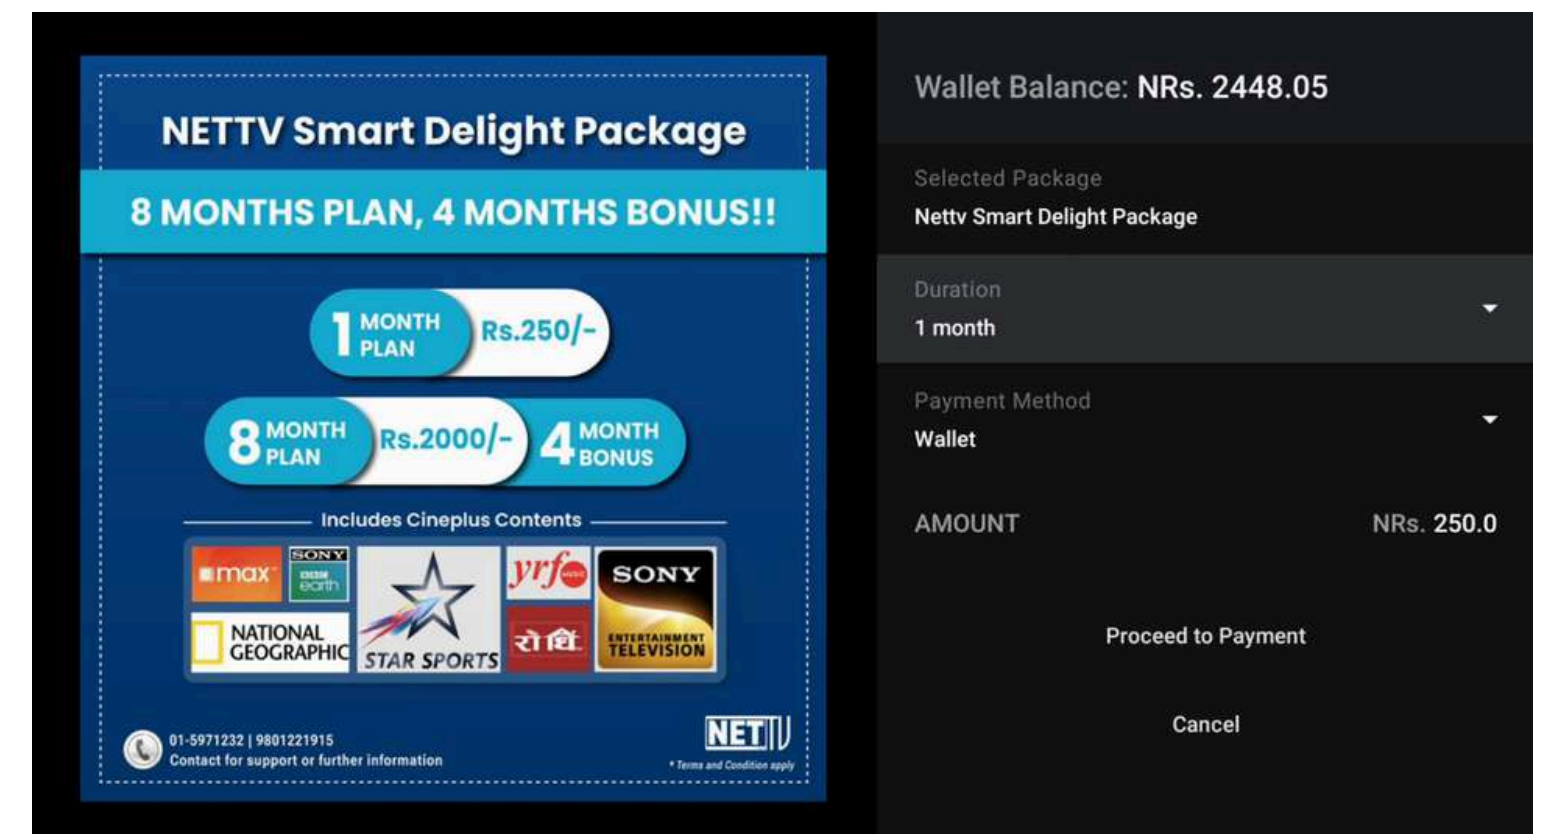 NETTV Smart Delight Package
8 MONTHS PLAN, 4 MONTHS BONUS!!
1 MONTH PLAN Rs.250/-
8 MONTH PLAN Rs.2000/- 4 MONTH BONUS
Includes Cineplus Contents
max
SONY
BBC
earth
NATIONAL
GEOGRAPHIC
STAR SPORTS
yrf MUSIC
SONY
ENTERTAINMENT
TELEVISION
01-5971232 | 9801221915
Contact for support or further information
NETTV
* Terms and Condition apply
Wallet Balance: NRs. 2448.05
Selected Package
Nettv Smart Delight Package
Duration
1 month
Payment Method
Wallet
AMOUNT NRs. 250.0
Proceed to Payment
Cancel